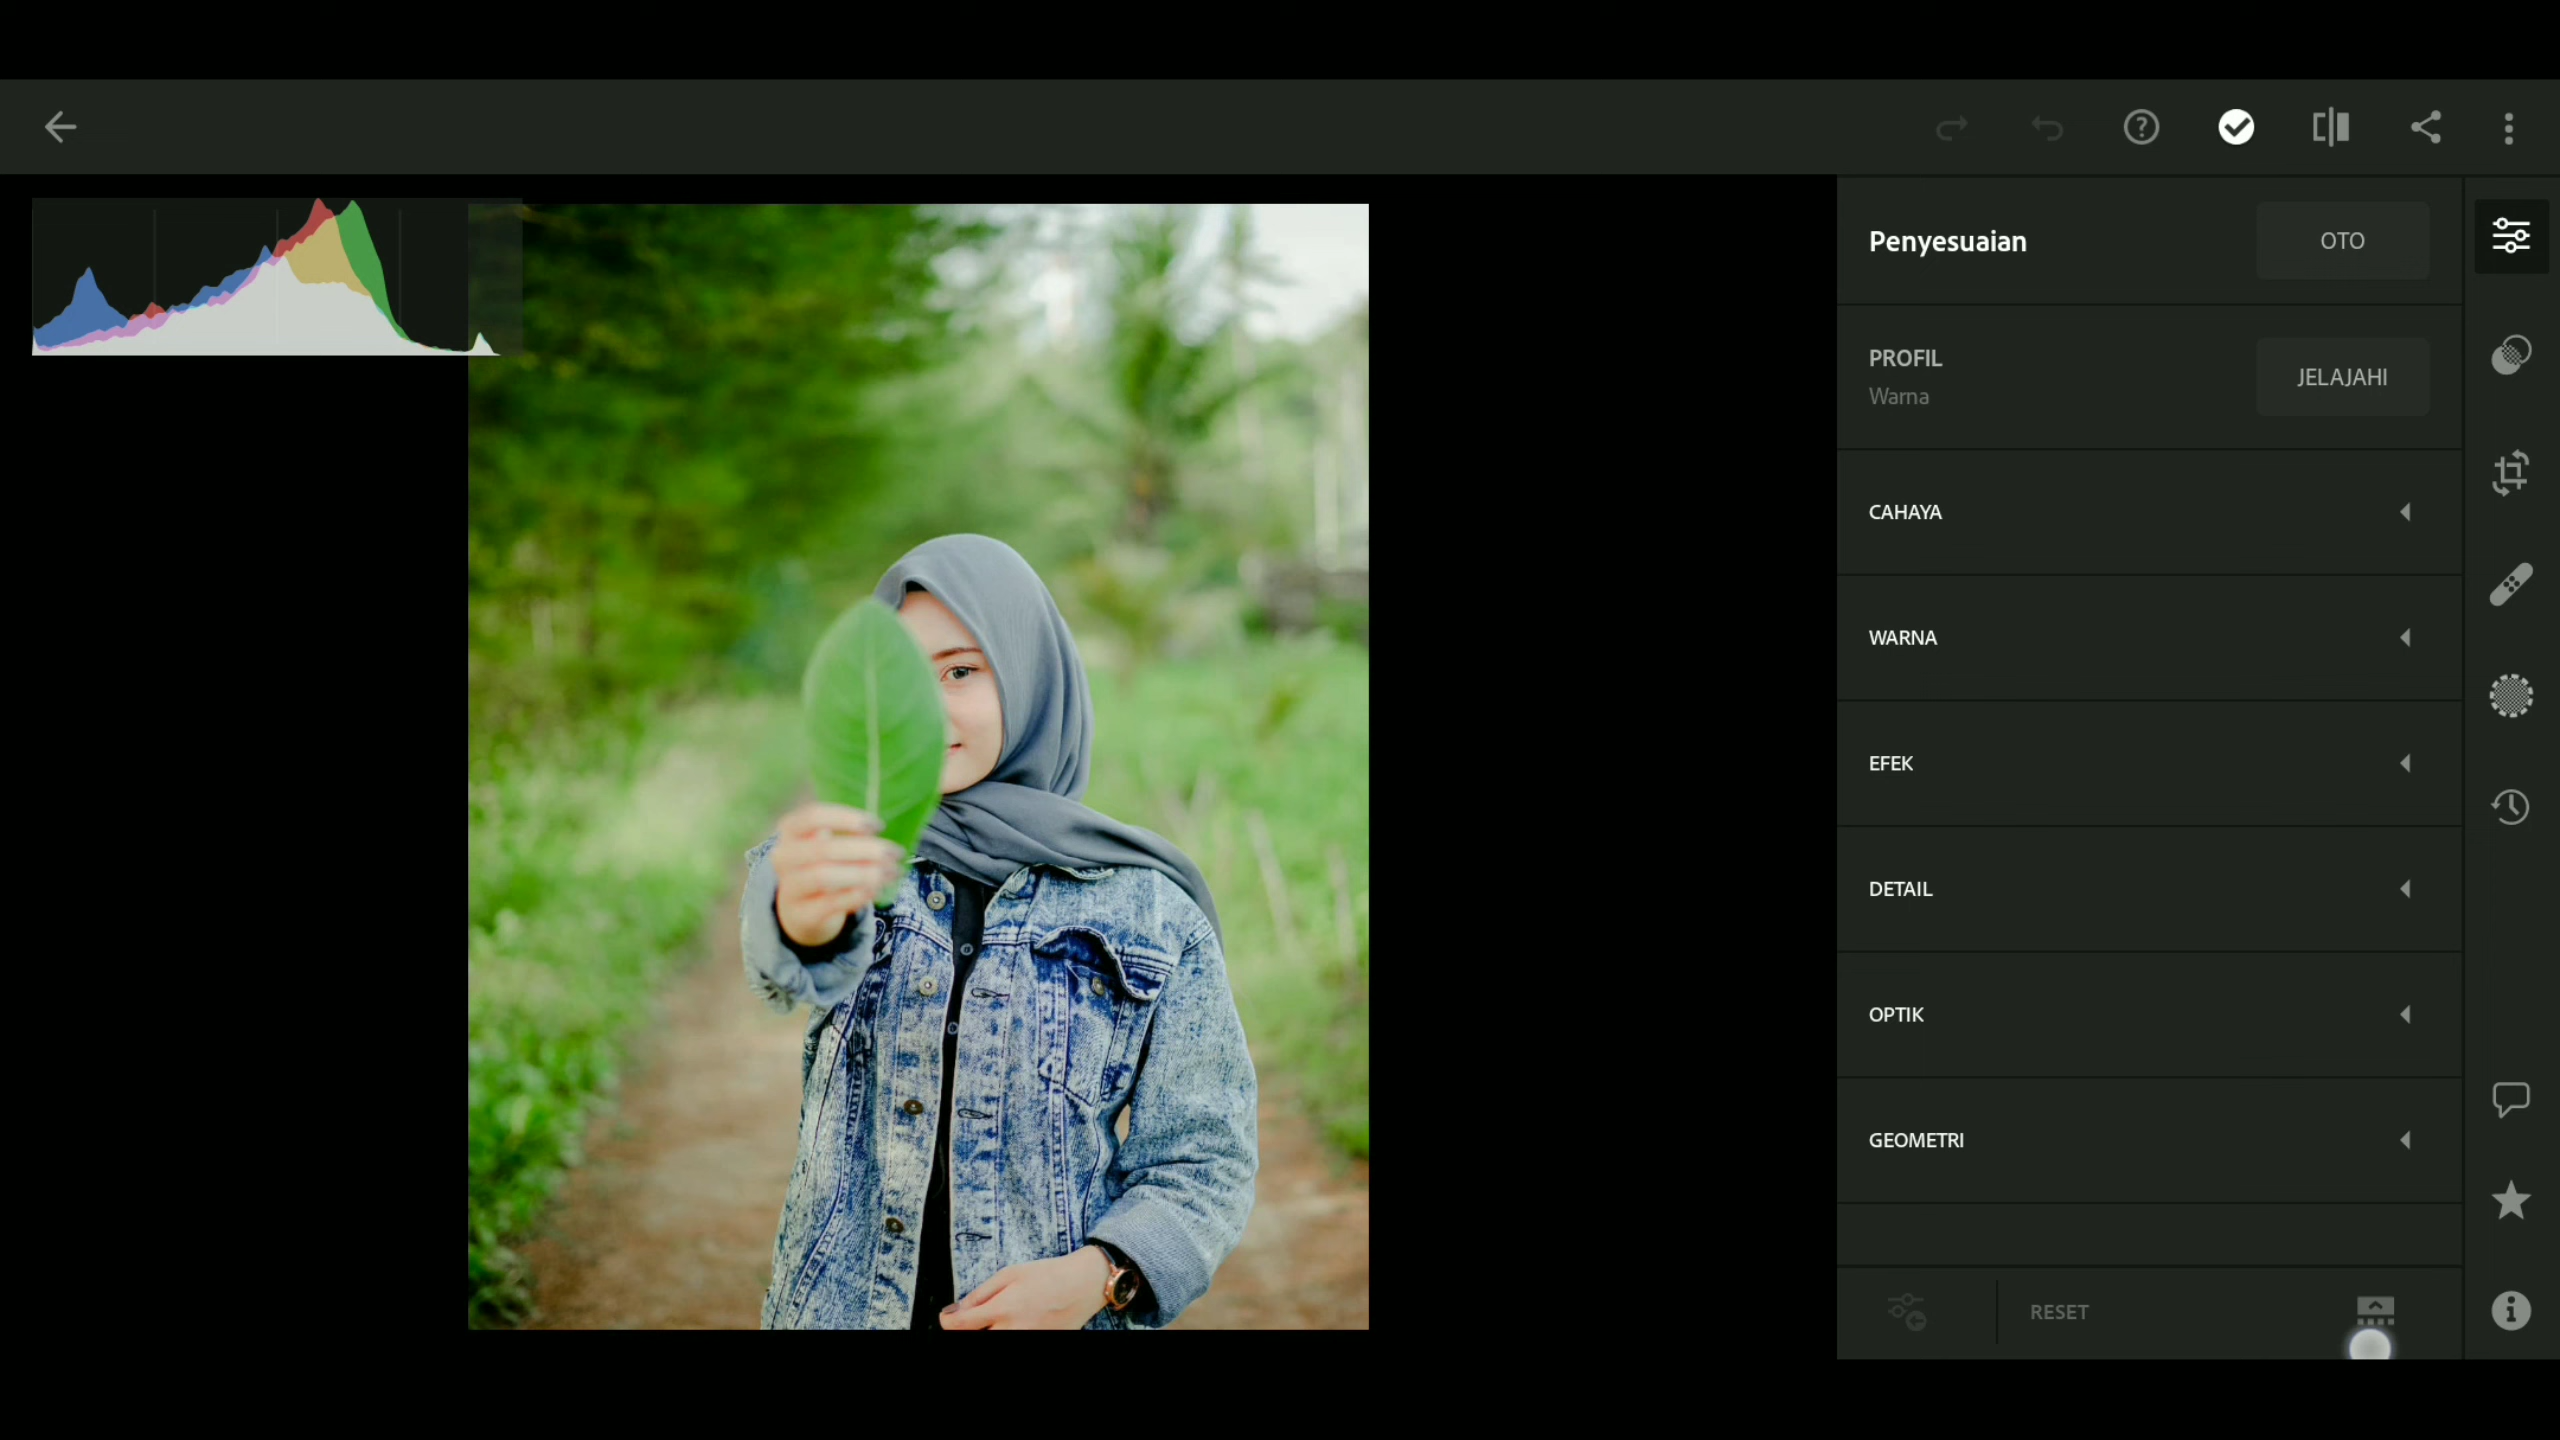 Penyesuaian
OTO
PROFIL
Warna
JELAJAHI
CAHAYA
WARNA
EFEK
DETAIL
OPTIK
GEOMETRI
RESET